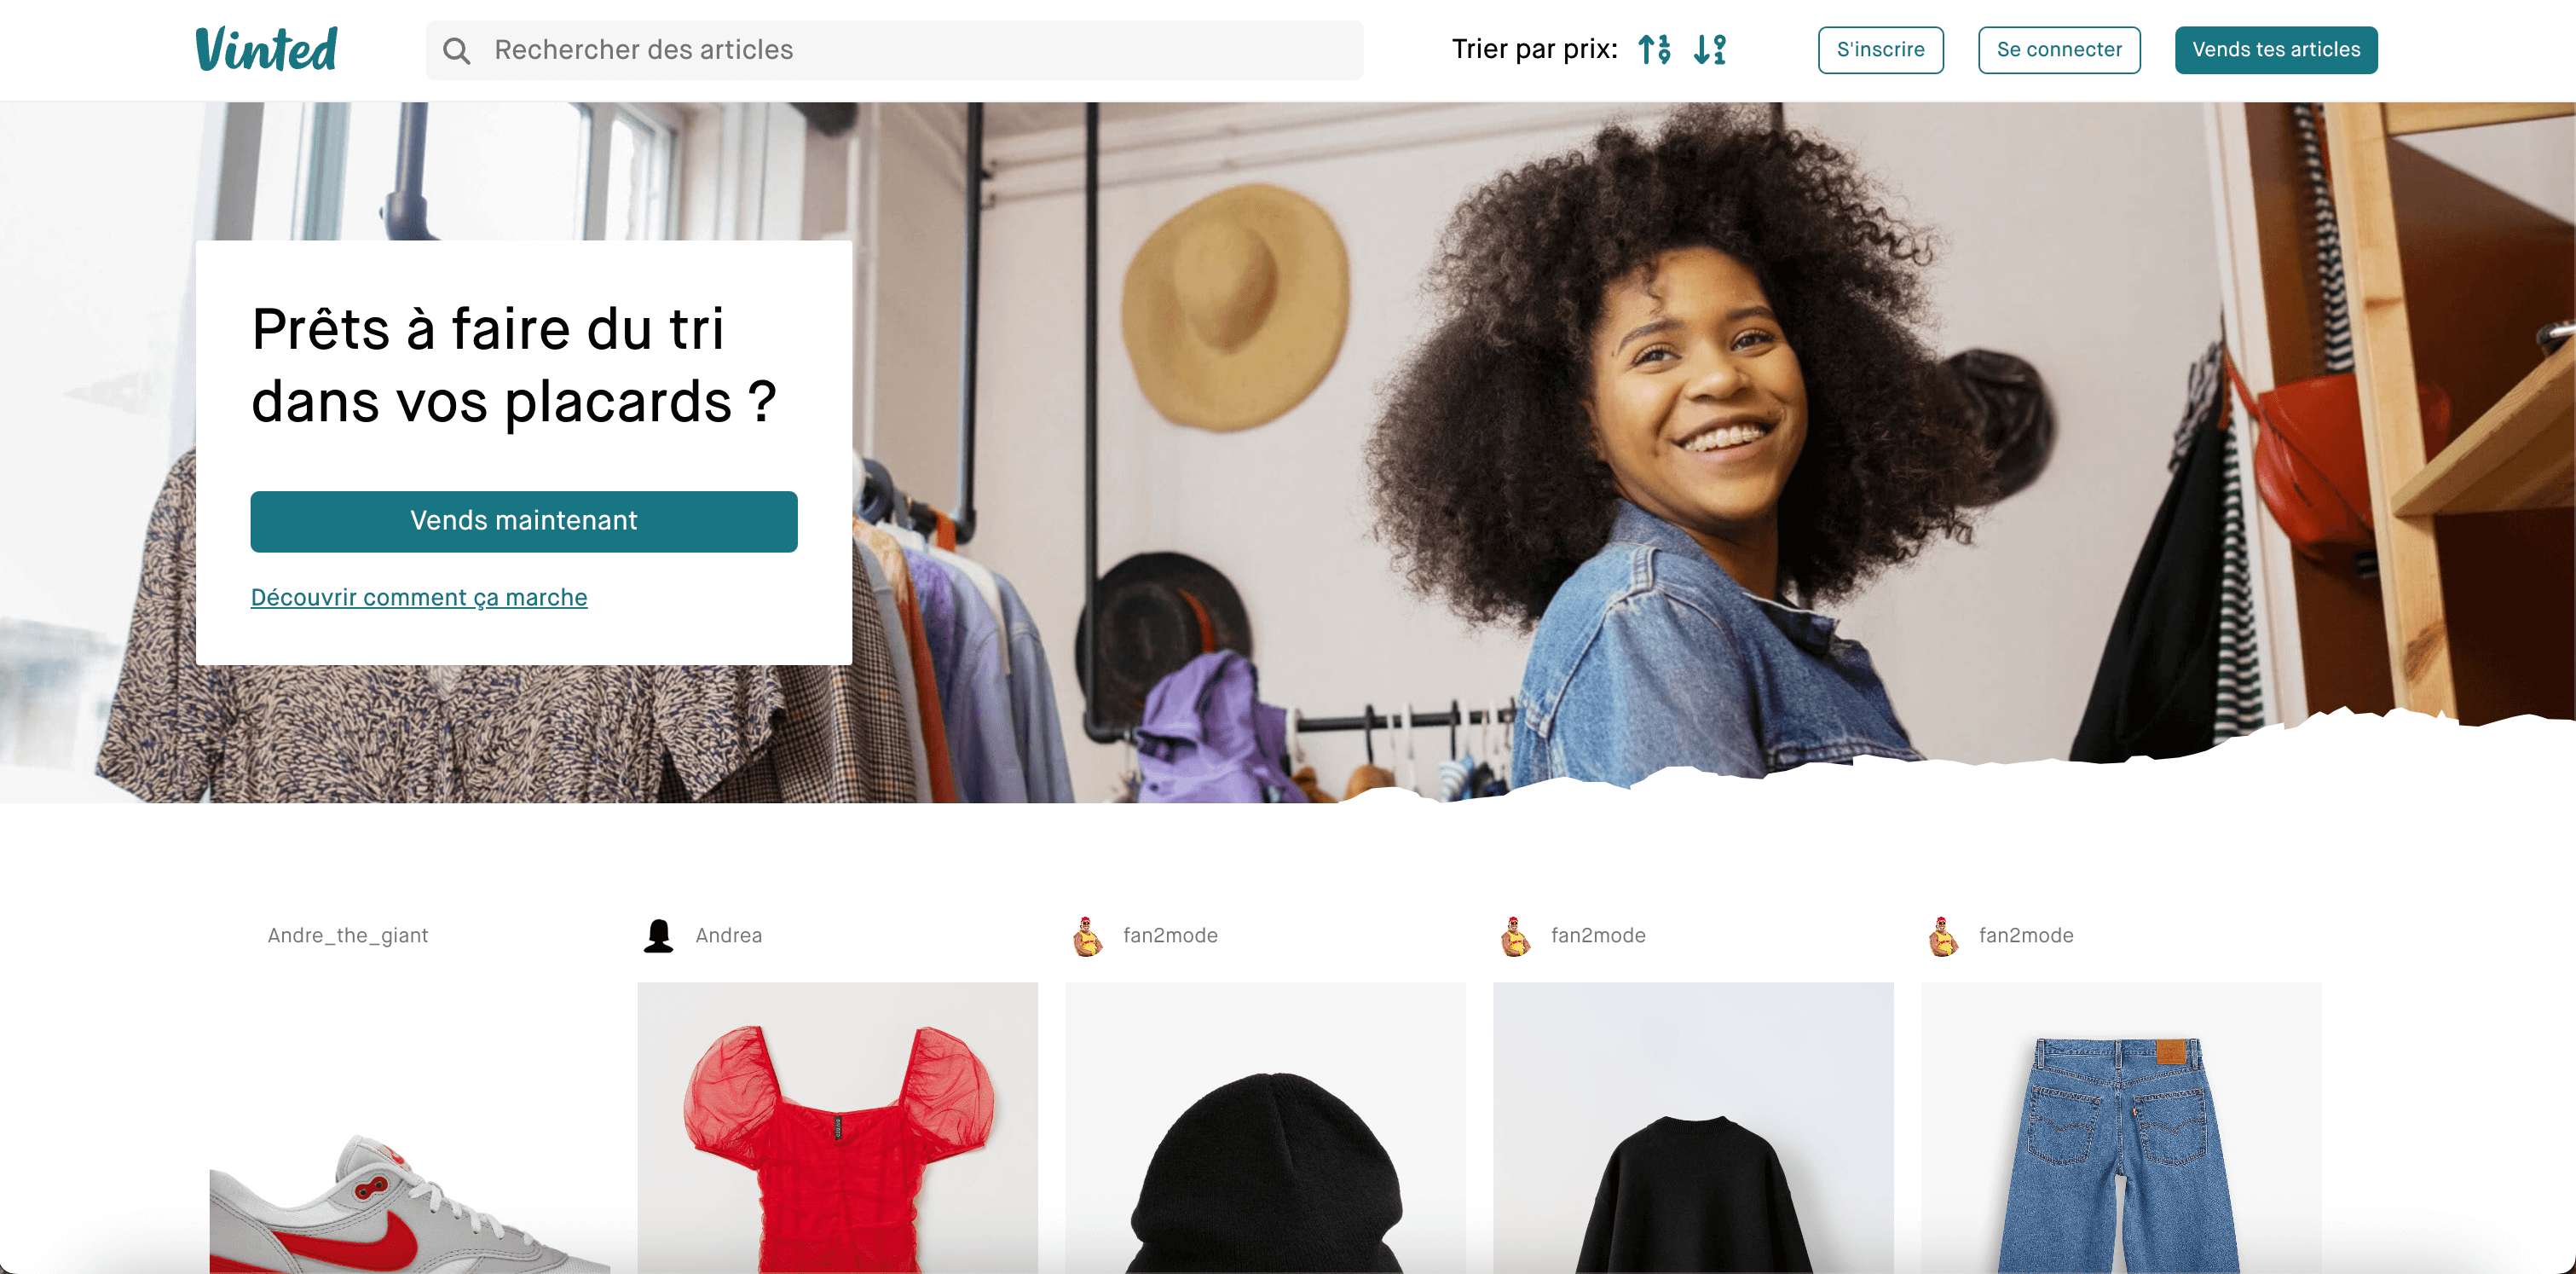 Vinted
Rechercher des articles
Trier par prix:
S'inscrire
Se connecter
Vends tes articles
Prêts à faire du tri
dans vos placards ?
Vends maintenant
Découvrir comment ça marche
Andre_the_giant
Andrea
fan2mode
fan2mode
fan2mode